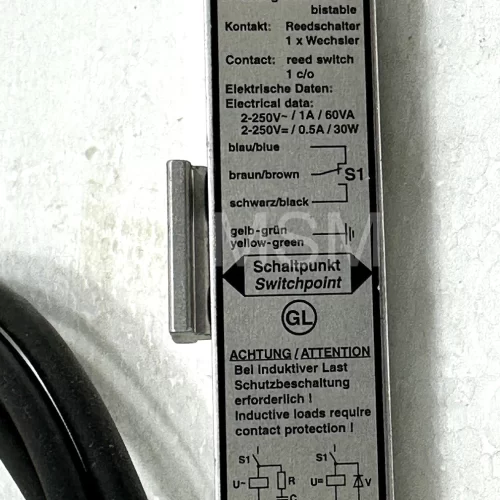 bistable
Kontakt: Reedschalter
1 x Wechsler
Contact: reed switch
1 c/o
Elektrische Daten:
Electrical data:
2-250V~ / 1A / 60VA
2-250V= / 0.5A / 30W
blau/blue
braun/brown S1
schwarz/black
gelb-grün
yellow-green
MSM
Schaltpunkt
Switchpoint
GL
ACHTUNG / ATTENTION
Bei induktiver Last
Schutzbeschaltung
erforderlich !
Inductive loads require
contact protection !
S1 S1
U~ R U= V
C